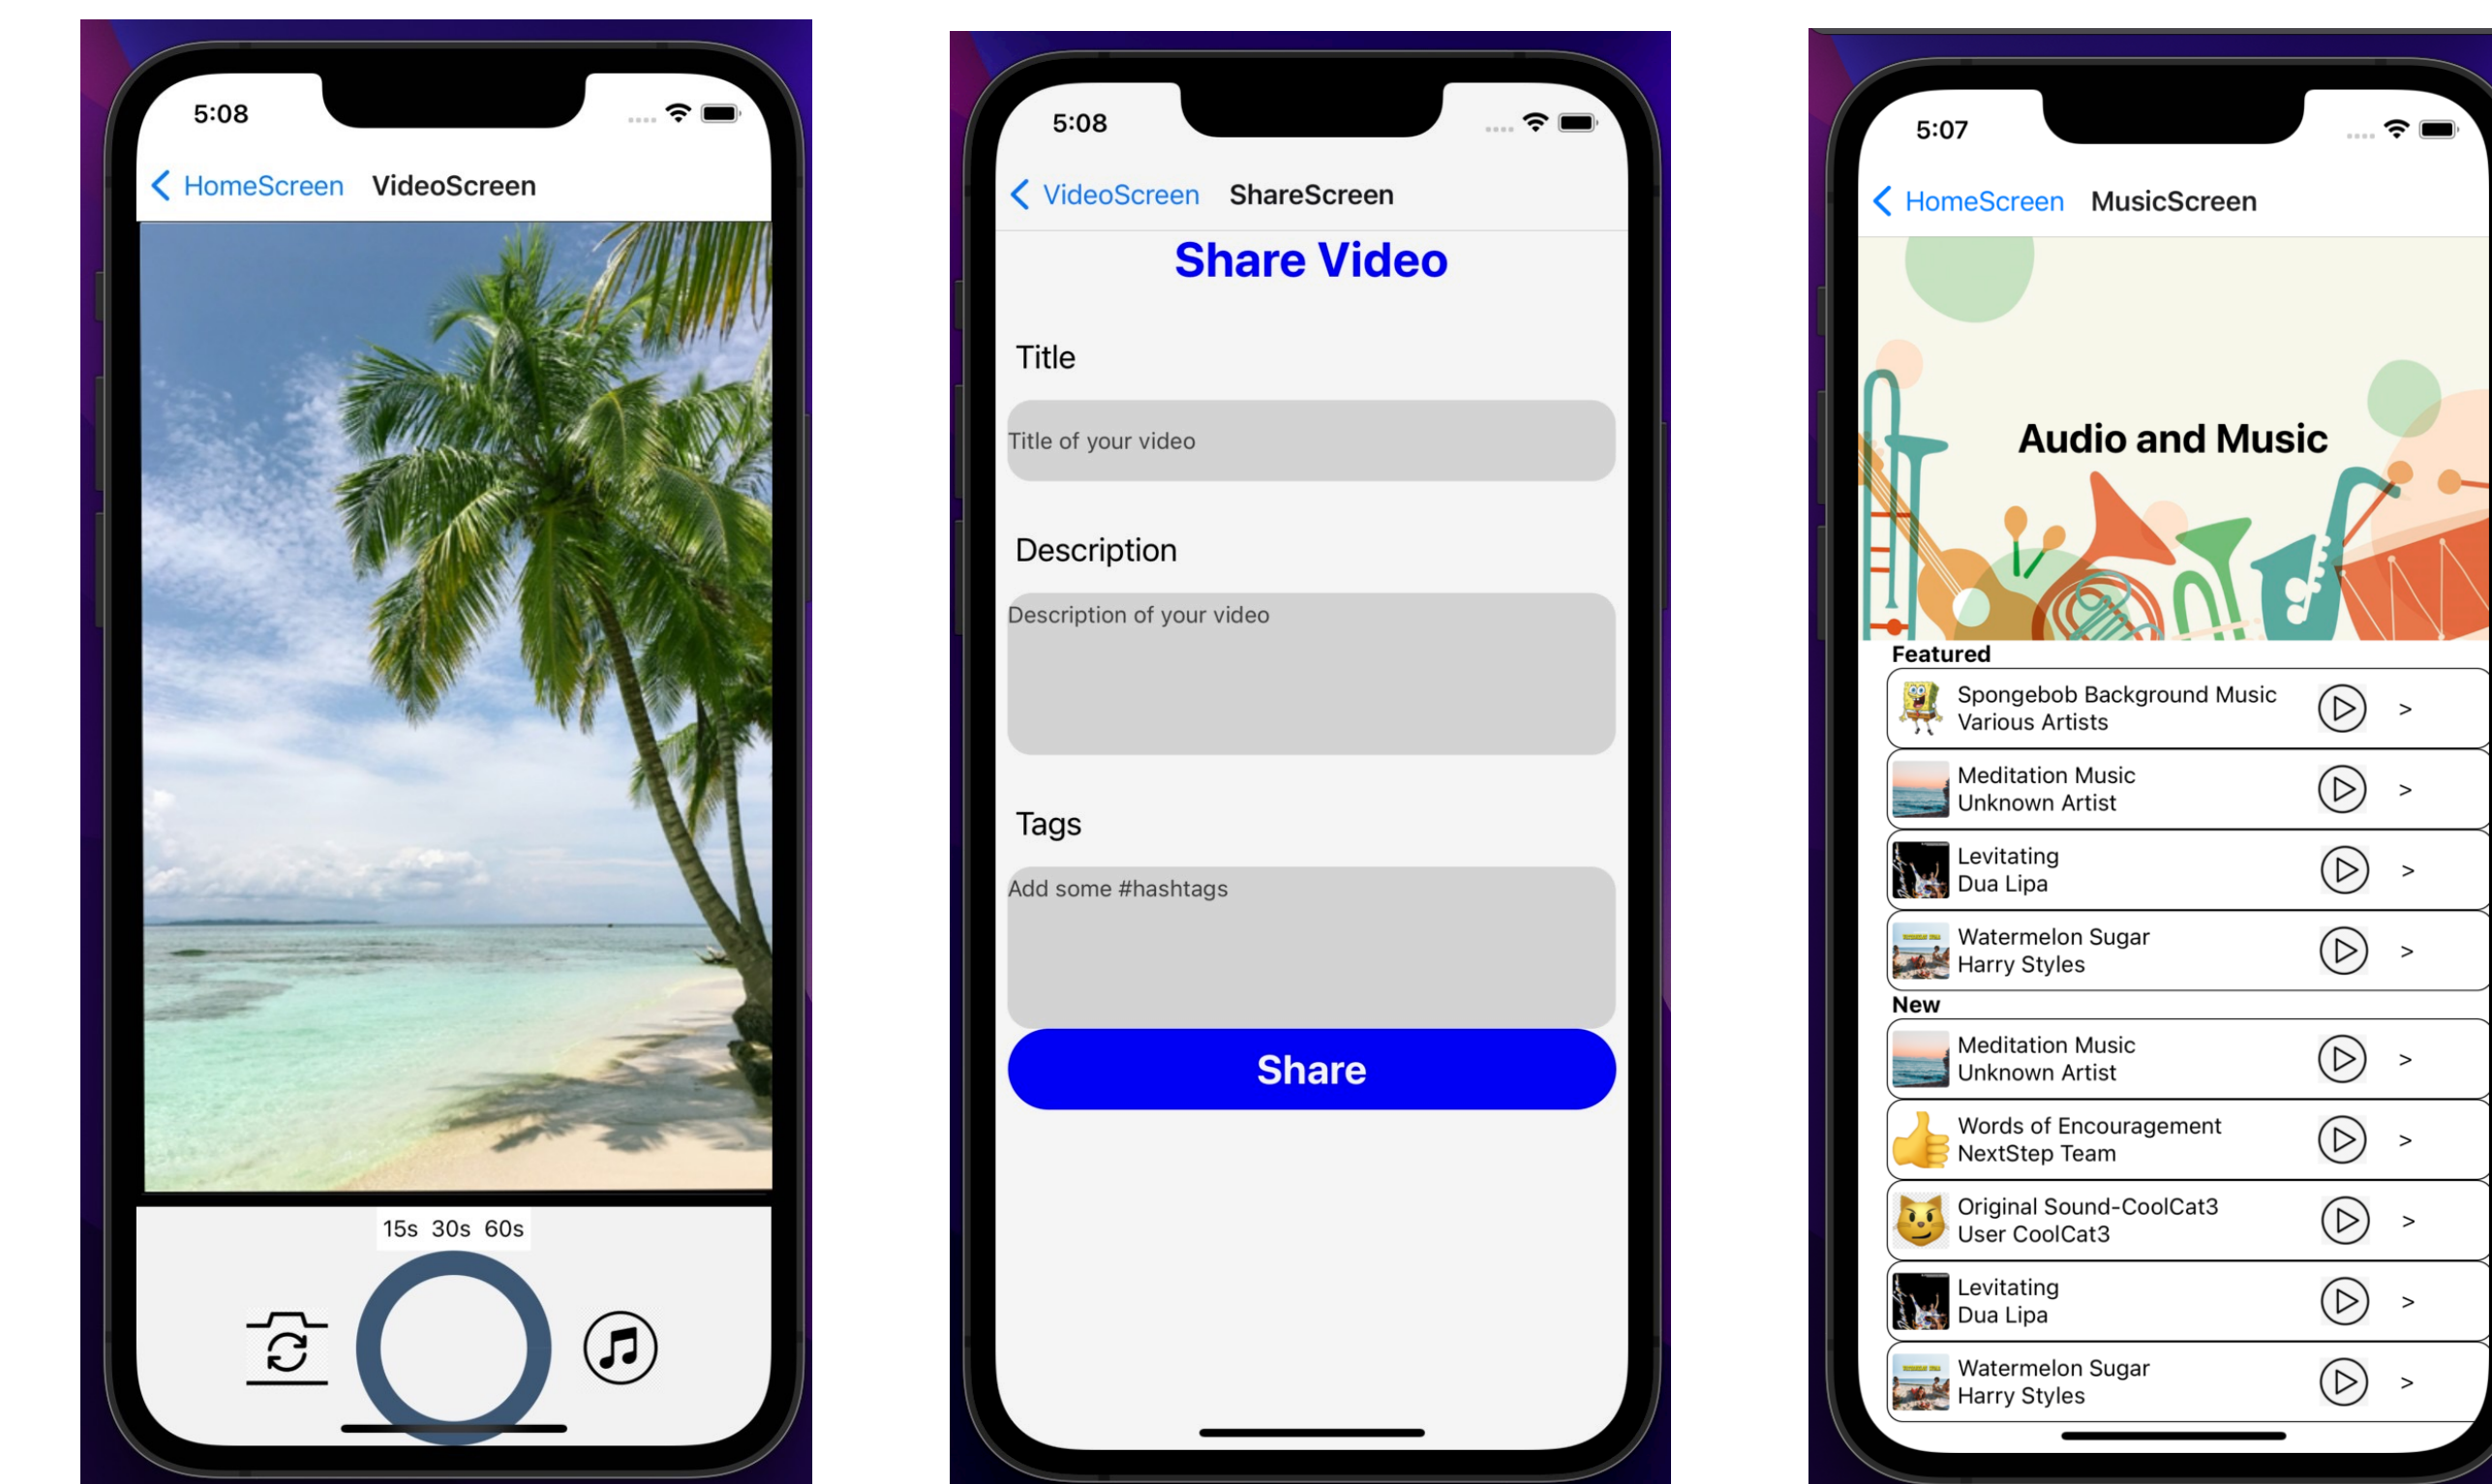 5:08
HomeScreen VideoScreen
15s 30s 60s
5:08
VideoScreen ShareScreen
Share Video
Title
Title of your video
Description
Description of your video
Tags
Add some #hashtags
Share
5:07
HomeScreen MusicScreen
Audio and Music
Featured
Spongebob Background Music
Various Artists
>
Meditation Music
Unknown Artist
>
Levitating
Dua Lipa
>
Watermelon Sugar
Harry Styles
>
New
Meditation Music
Unknown Artist
>
Words of Encouragement
NextStep Team
>
Original Sound-CoolCat3
User CoolCat3
>
Levitating
Dua Lipa
>
Watermelon Sugar
Harry Styles
>